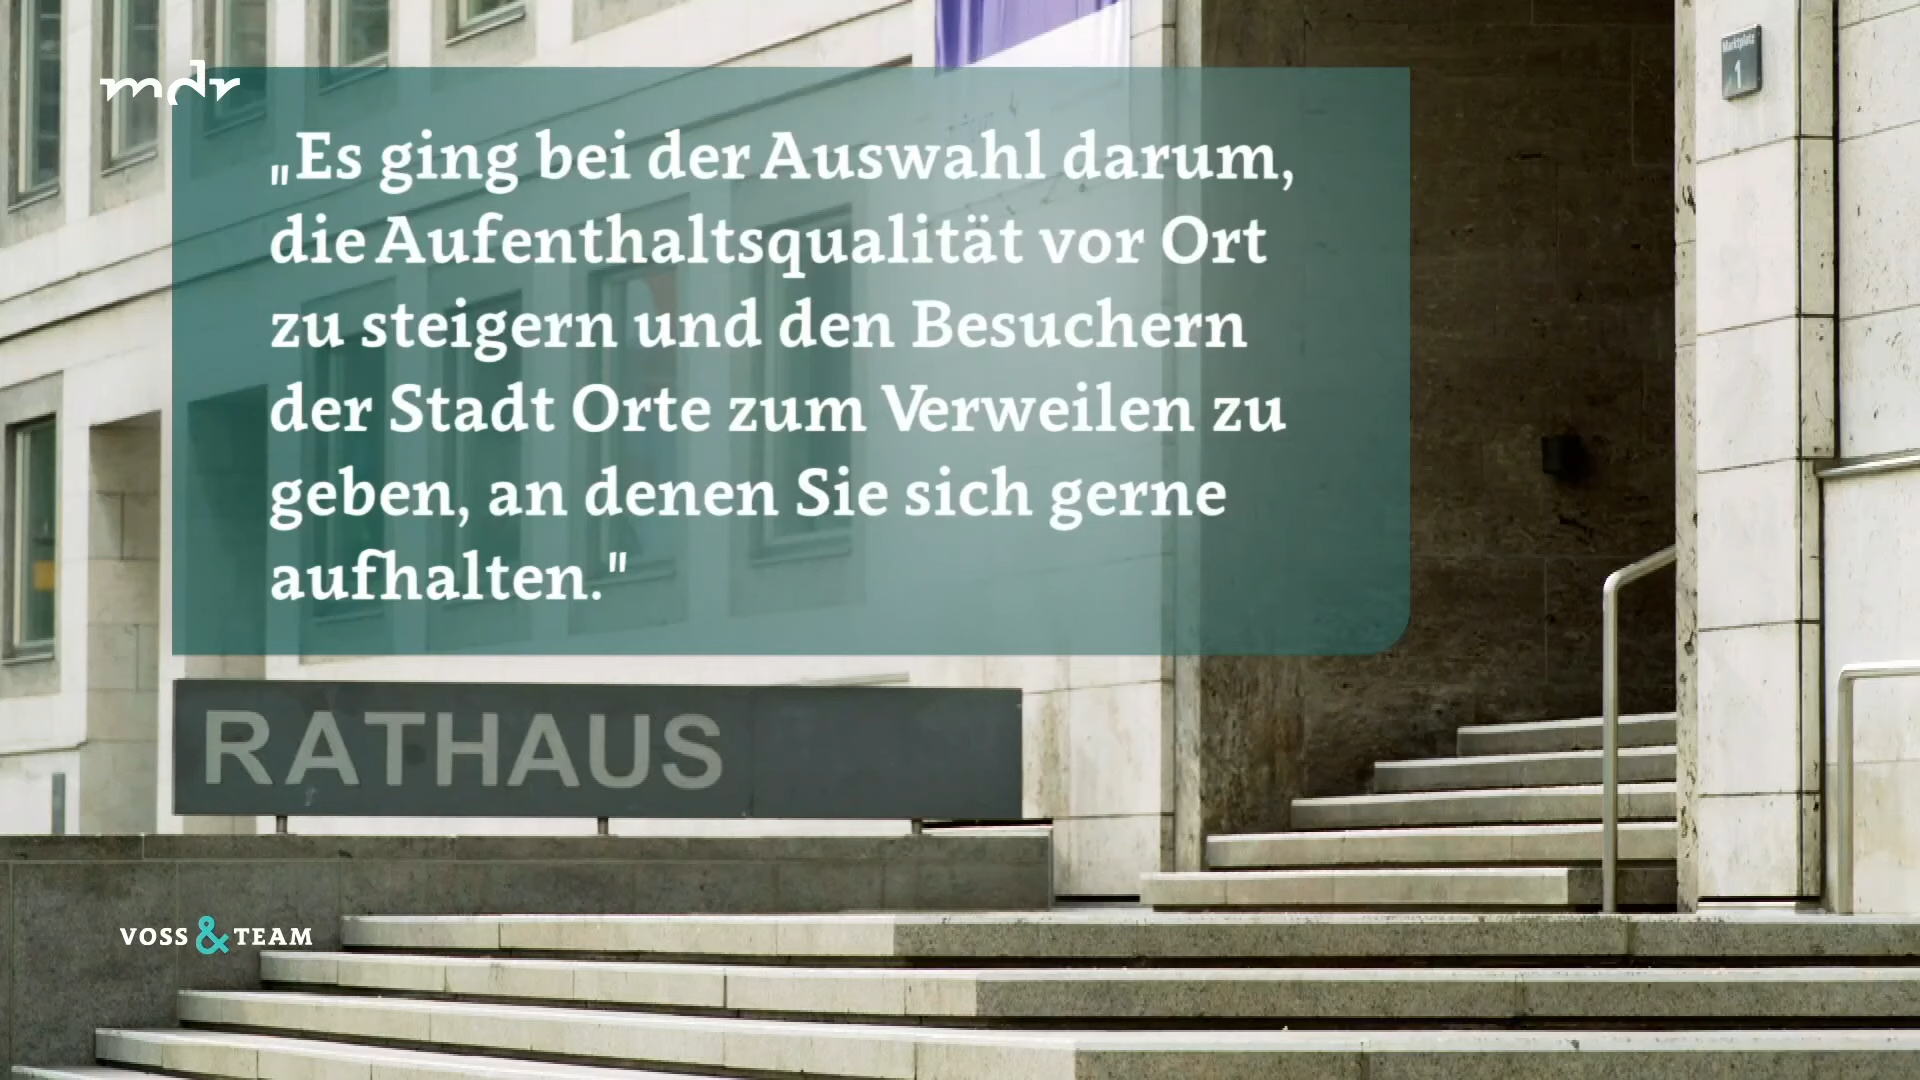 Marktplatz
1
mdr
„Es ging bei der Auswahl darum,
die Aufenthaltsqualität vor Ort
zu steigern und den Besuchern
der Stadt Orte zum Verweilen zu
geben, an denen Sie sich gerne
aufhalten."
RATHAUS
VOSS & TEAM